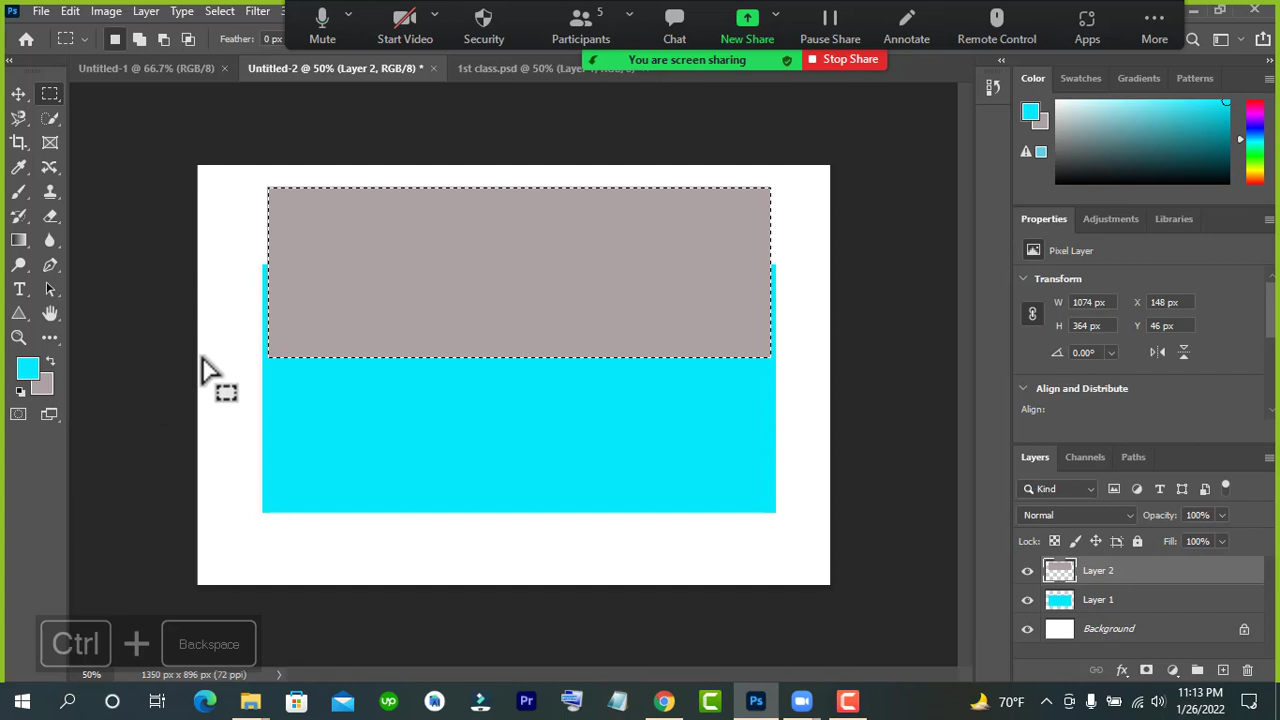 Ps File Edit Image Layer Type Select Filter
Feather: 0 px
Mute
Start Video
Security
5
Participants
Chat
New Share
Pause Share
Annotate
Remote Control
Apps
More
You are screen sharing
Stop Share
Untitled-1 @ 66.7% (RGB/8) ×
Untitled-2 @ 50% (Layer 2, RGB/8) * ×
1st class.psd @ 50% (Layer
Color Swatches Gradients Patterns
Properties Adjustments Libraries
Pixel Layer
Transform
W 1074 px X 148 px
H 364 px Y 46 px
0.00°
Align and Distribute
Align:
Layers Channels Paths
Kind
Normal Opacity: 100%
Lock: Fill: 100%
Layer 2
Layer 1
Background
Ctrl + Backspace
50% 1350 px x 896 px (72 ppi)
70°F
11:13 PM
1/26/2022